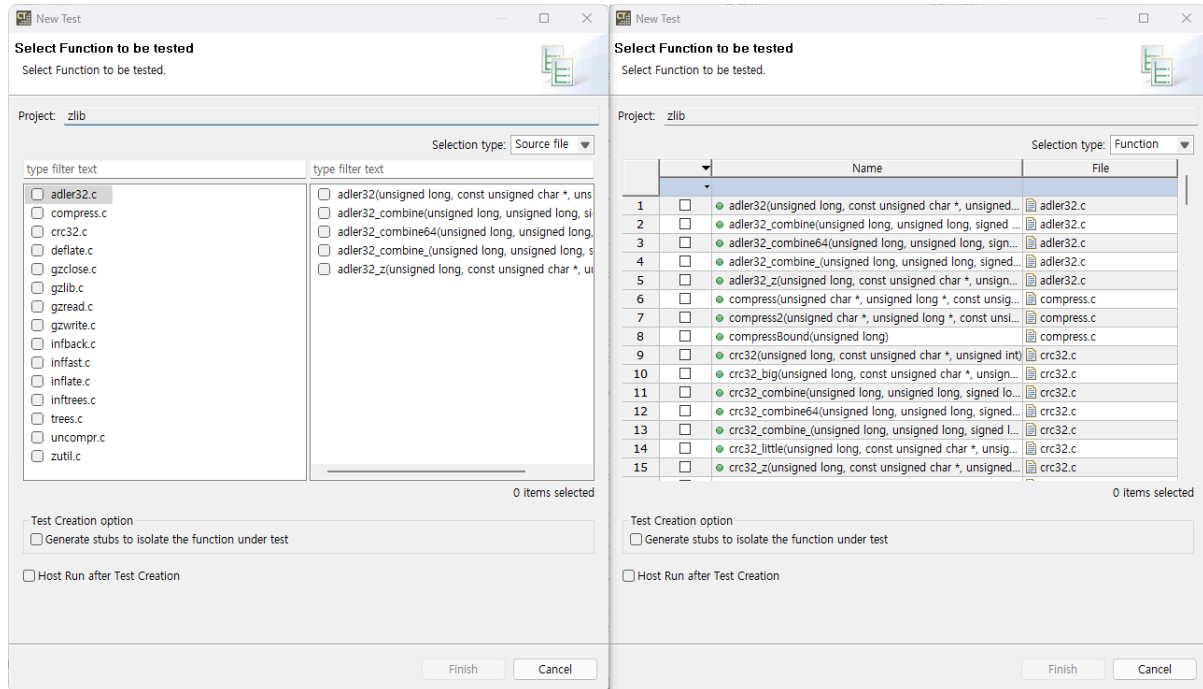 New Test
Select Function to be tested
Select Function to be tested.
Project: zlib
Selection type: Source file
type filter text
type filter text
adler32.c
compress.c
crc32.c
deflate.c
gzclose.c
gzlib.c
gzread.c
gzwrite.c
infback.c
inffast.c
inflate.c
inftrees.c
trees.c
uncompr.c
zutil.c
adler32(unsigned long, const unsigned char *, uns
adler32_combine(unsigned long, unsigned long, si
adler32_combine64(unsigned long, unsigned long,
adler32_combine_(unsigned long, unsigned long, s
adler32_z(unsigned long, const unsigned char *, un
0 items selected
Test Creation option
Generate stubs to isolate the function under test
Host Run after Test Creation
Finish
Cancel
New Test
Select Function to be tested
Select Function to be tested.
Project: zlib
Selection type: Function
Name File
1 adler32(unsigned long, const unsigned char *, unsigned... adler32.c
2 adler32_combine(unsigned long, unsigned long, signed ... adler32.c
3 adler32_combine64(unsigned long, unsigned long, sign... adler32.c
4 adler32_combine_(unsigned long, unsigned long, signed... adler32.c
5 adler32_z(unsigned long, const unsigned char *, unsign... adler32.c
6 compress(unsigned char *, unsigned long *, const unsig... compress.c
7 compress2(unsigned char *, unsigned long *, const unsi... compress.c
8 compressBound(unsigned long) compress.c
9 crc32(unsigned long, const unsigned char *, unsigned int) crc32.c
10 crc32_big(unsigned long, const unsigned char *, unsign... crc32.c
11 crc32_combine(unsigned long, unsigned long, signed lo... crc32.c
12 crc32_combine64(unsigned long, unsigned long, signed... crc32.c
13 crc32_combine_(unsigned long, unsigned long, signed l... crc32.c
14 crc32_little(unsigned long, const unsigned char *, unsig... crc32.c
15 crc32_z(unsigned long, const unsigned char *, unsigned... crc32.c
0 items selected
Test Creation option
Generate stubs to isolate the function under test
Host Run after Test Creation
Finish
Cancel